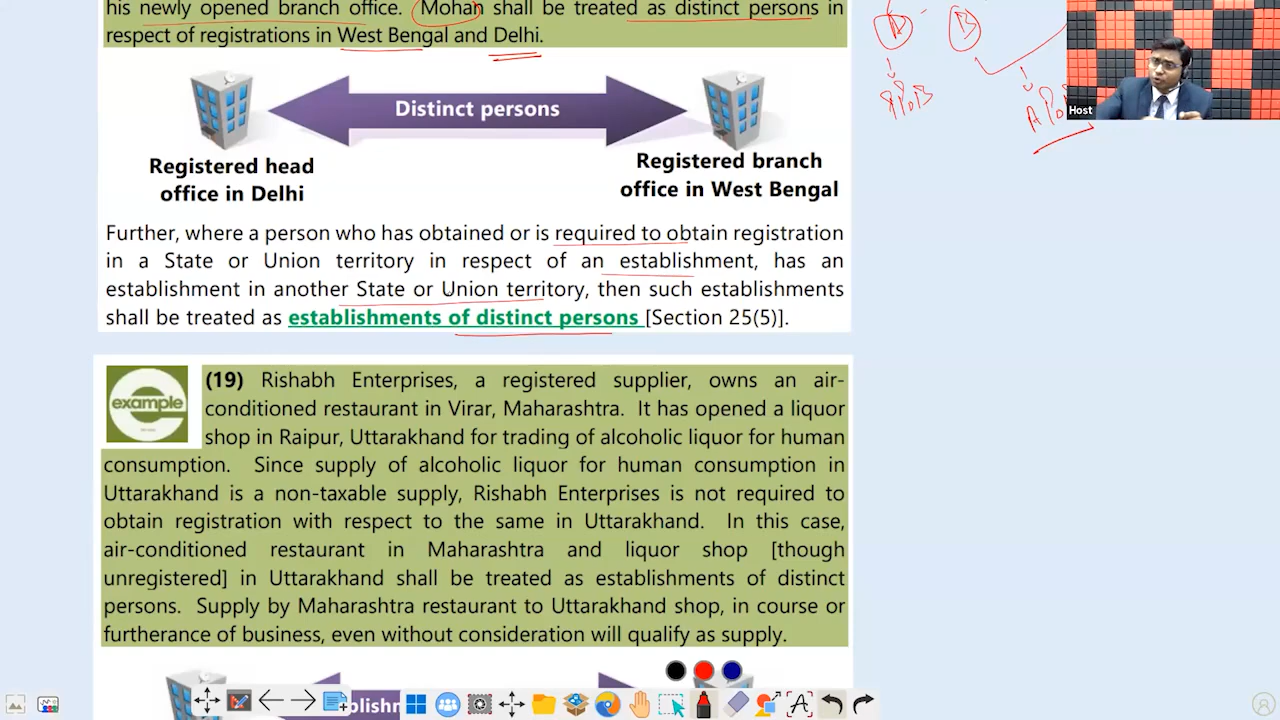 his newly opened branch office. Mohan shall be treated as distinct persons in
respect of registrations in West Bengal and Delhi.
Distinct persons
Registered head
office in Delhi
Registered branch
office in West Bengal
Further, where a person who has obtained or is required to obtain registration
in a State or Union territory in respect of an establishment, has an
establishment in another State or Union territory, then such establishments
shall be treated as establishments of distinct persons [Section 25(5)].
example
(19) Rishabh Enterprises, a registered supplier, owns an air-
conditioned restaurant in Virar, Maharashtra. It has opened a liquor
shop in Raipur, Uttarakhand for trading of alcoholic liquor for human
consumption. Since supply of alcoholic liquor for human consumption in
Uttarakhand is a non-taxable supply, Rishabh Enterprises is not required to
obtain registration with respect to the same in Uttarakhand. In this case,
air-conditioned restaurant in Maharashtra and liquor shop [though
unregistered] in Uttarakhand shall be treated as establishments of distinct
persons. Supply by Maharashtra restaurant to Uttarakhand shop, in course or
furtherance of business, even without consideration will qualify as supply.
B
PPoB
Host